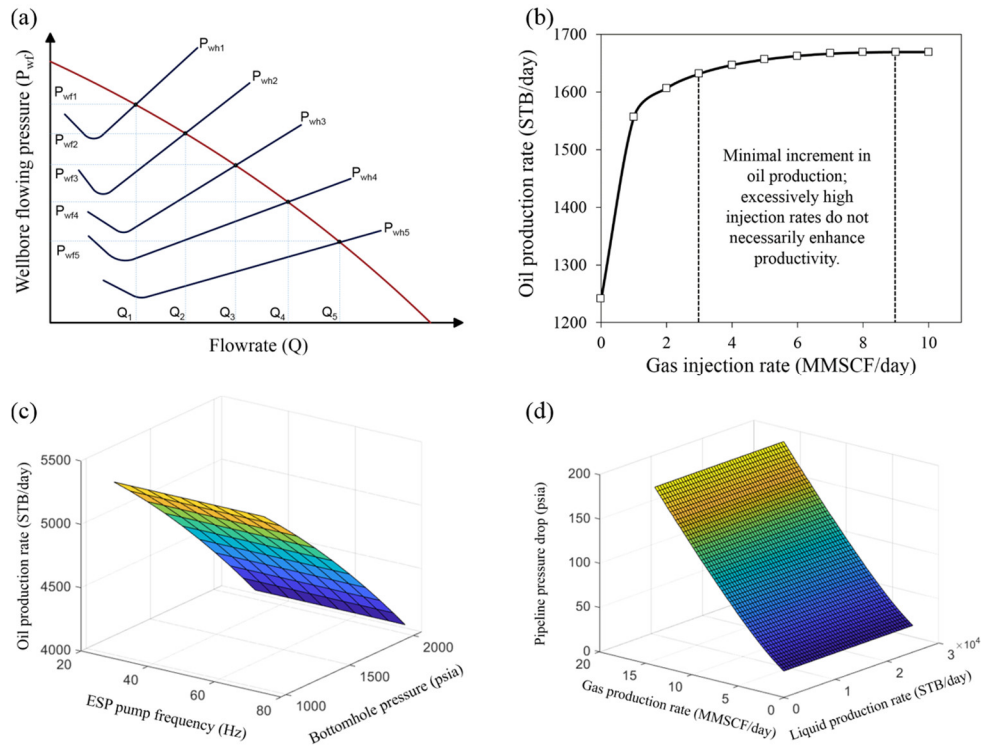 (a)
Wellbore flowing pressure (Pwf)
Pwf1
Pwf2
Pwf3
Pwf4
Pwf5
Pwh1
Pwh2
Pwh3
Pwh4
Pwh5
Q1 Q2 Q3 Q4 Q5
Flowrate (Q)
(b)
Oil production rate (STB/day)
1700
1600
1500
1400
1300
1200
Minimal increment in
oil production;
excessively high
injection rates do not
necessarily enhance
productivity.
0 2 4 6 8 10
Gas injection rate (MMSCF/day)
(c)
Oil production rate (STB/day)
5500
5000
4500
4000
20
40
60
80
ESP pump frequency (Hz)
1000
1500
2000
Bottomhole pressure (psia)
(d)
Pipeline pressure drop (psia)
200
150
100
50
0
20
15
10
5
0
Gas production rate (MMSCF/day)
0
1
2
3
×10⁴
Liquid production rate (STB/day)